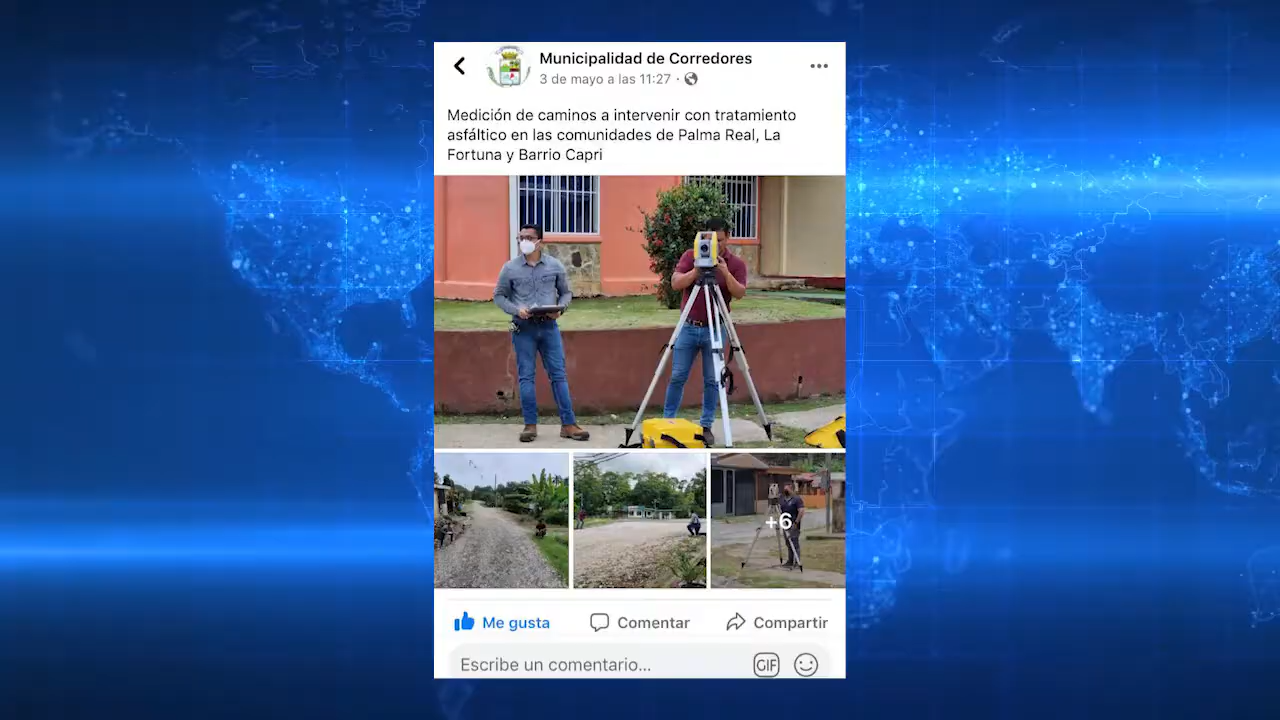 Municipalidad de Corredores
3 de mayo a las 11:27 ·
Medición de caminos a intervenir con tratamiento
asfáltico en las comunidades de Palma Real, La
Fortuna y Barrio Capri
+6
Me gusta
Comentar
Compartir
Escribe un comentario...
GIF